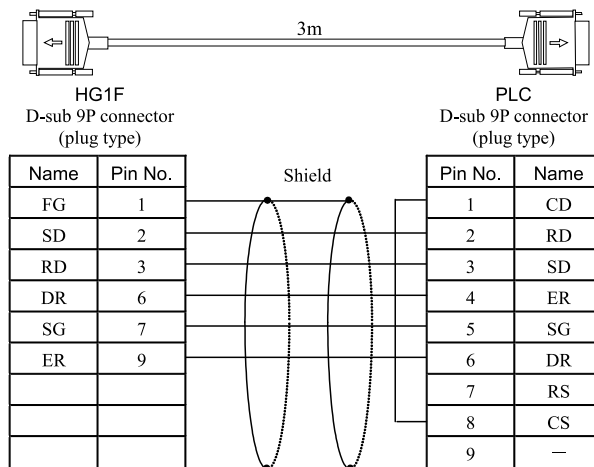 3m
HG1F
D-sub 9P connector
(plug type)
PLC
D-sub 9P connector
(plug type)
Name Pin No.
FG 1
SD 2
RD 3
DR 6
SG 7
ER 9
Shield
Pin No. Name
1 CD
2 RD
3 SD
4 ER
5 SG
6 DR
7 RS
8 CS
9 —